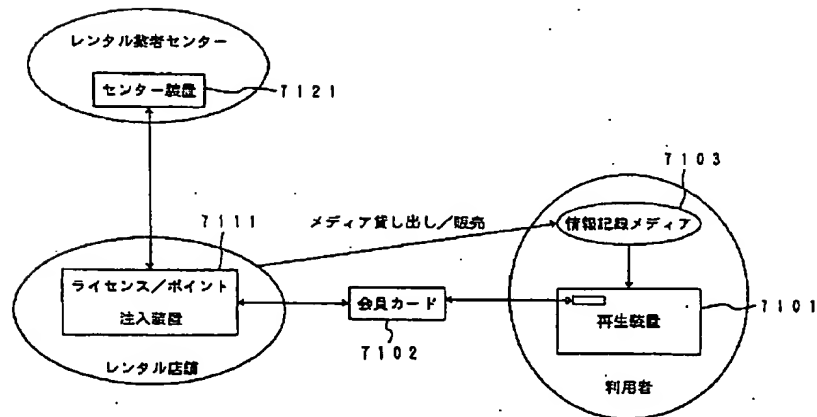 レンタル業者センター
センター装置
7121
7103
7111
メディア貸し出し／販売
情報記録メディア
ライセンス／ポイント
注入装置
会員カード
再生装置
7101
7102
レンタル店舗
利用者